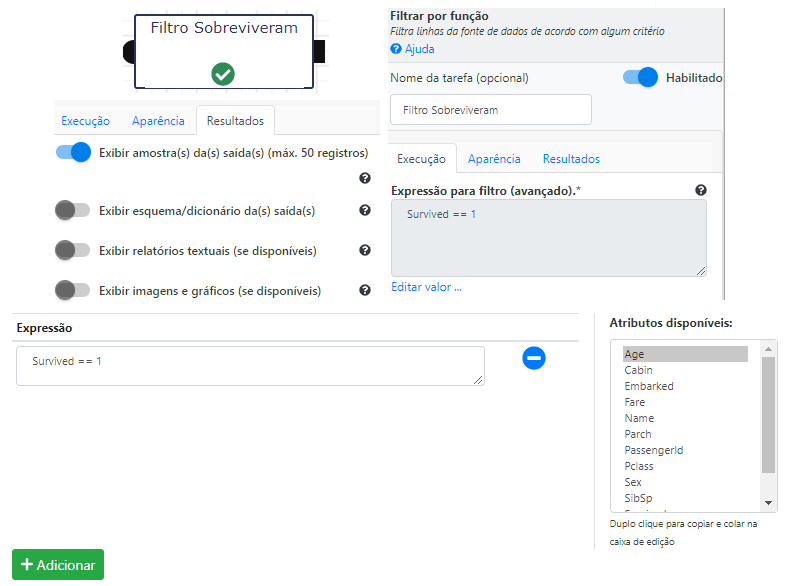 Filtro Sobreviveram
Execução Aparência Resultados
Exibir amostra(s) da(s) saída(s) (máx. 50 registros)
Exibir esquema/dicionário da(s) saída(s)
Exibir relatórios textuais (se disponíveis)
Exibir imagens e gráficos (se disponíveis)
Filtrar por função
Filtra linhas da fonte de dados de acordo com algum critério
Ajuda
Nome da tarefa (opcional) Habilitado
Filtro Sobreviveram
Execução Aparência Resultados
Expressão para filtro (avançado).*
Survived == 1
Editar valor ...
Expressão
Survived == 1
Adicionar
Atributos disponíveis:
Age
Cabin
Embarked
Fare
Name
Parch
PassengerId
Pclass
Sex
SibSp
Duplo clique para copiar e colar na
caixa de edição